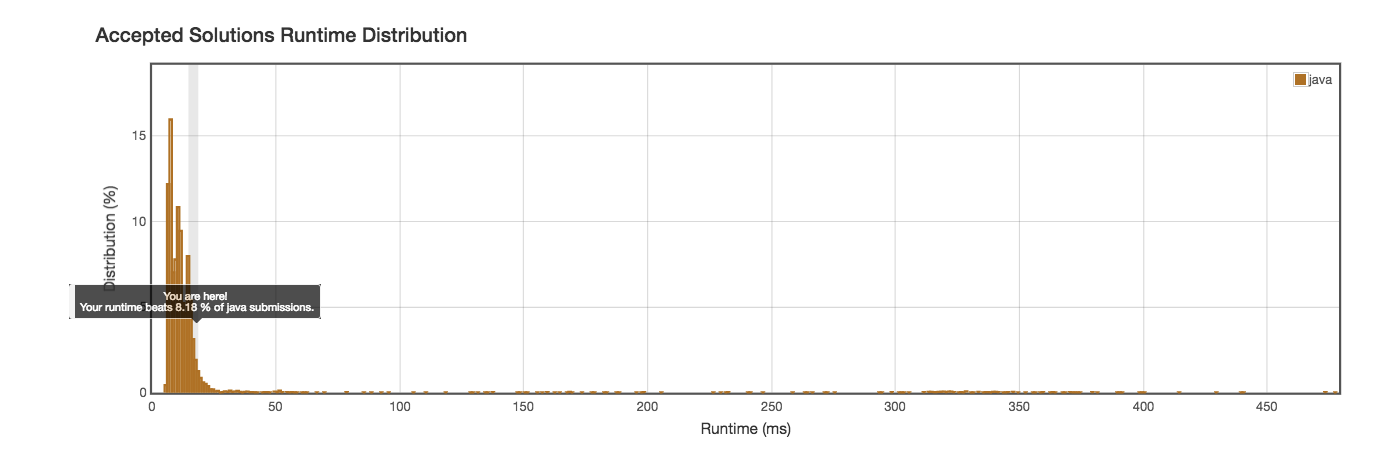 Accepted Solutions Runtime Distribution
java
15
10
5
0
Distribution (%)
You are here!
Your runtime beats 8.18 % of java submissions.
0 50 100 150 200 250 300 350 400 450
Runtime (ms)